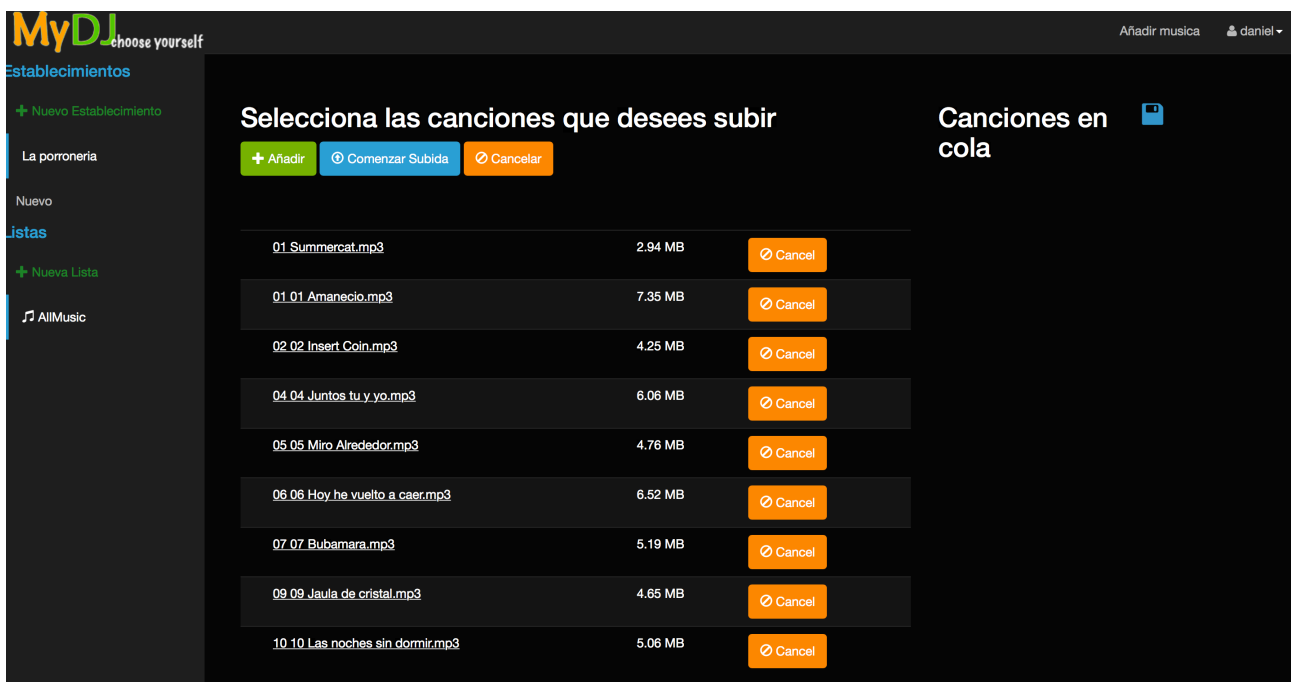 MyDJ choose yourself
Añadir musica daniel
Establecimientos
Nuevo Establecimiento
La porroneria
Nuevo
Listas
Nueva Lista
AllMusic
Selecciona las canciones que desees subir
Añadir Comenzar Subida Cancelar
01 Summercat.mp3 2.94 MB Cancel
01 01 Amanecio.mp3 7.35 MB Cancel
02 02 Insert Coin.mp3 4.25 MB Cancel
04 04 Juntos tu y yo.mp3 6.06 MB Cancel
05 05 Miro Alrededor.mp3 4.76 MB Cancel
06 06 Hoy he vuelto a caer.mp3 6.52 MB Cancel
07 07 Bubamara.mp3 5.19 MB Cancel
09 09 Jaula de cristal.mp3 4.65 MB Cancel
10 10 Las noches sin dormir.mp3 5.06 MB Cancel
Canciones en
cola